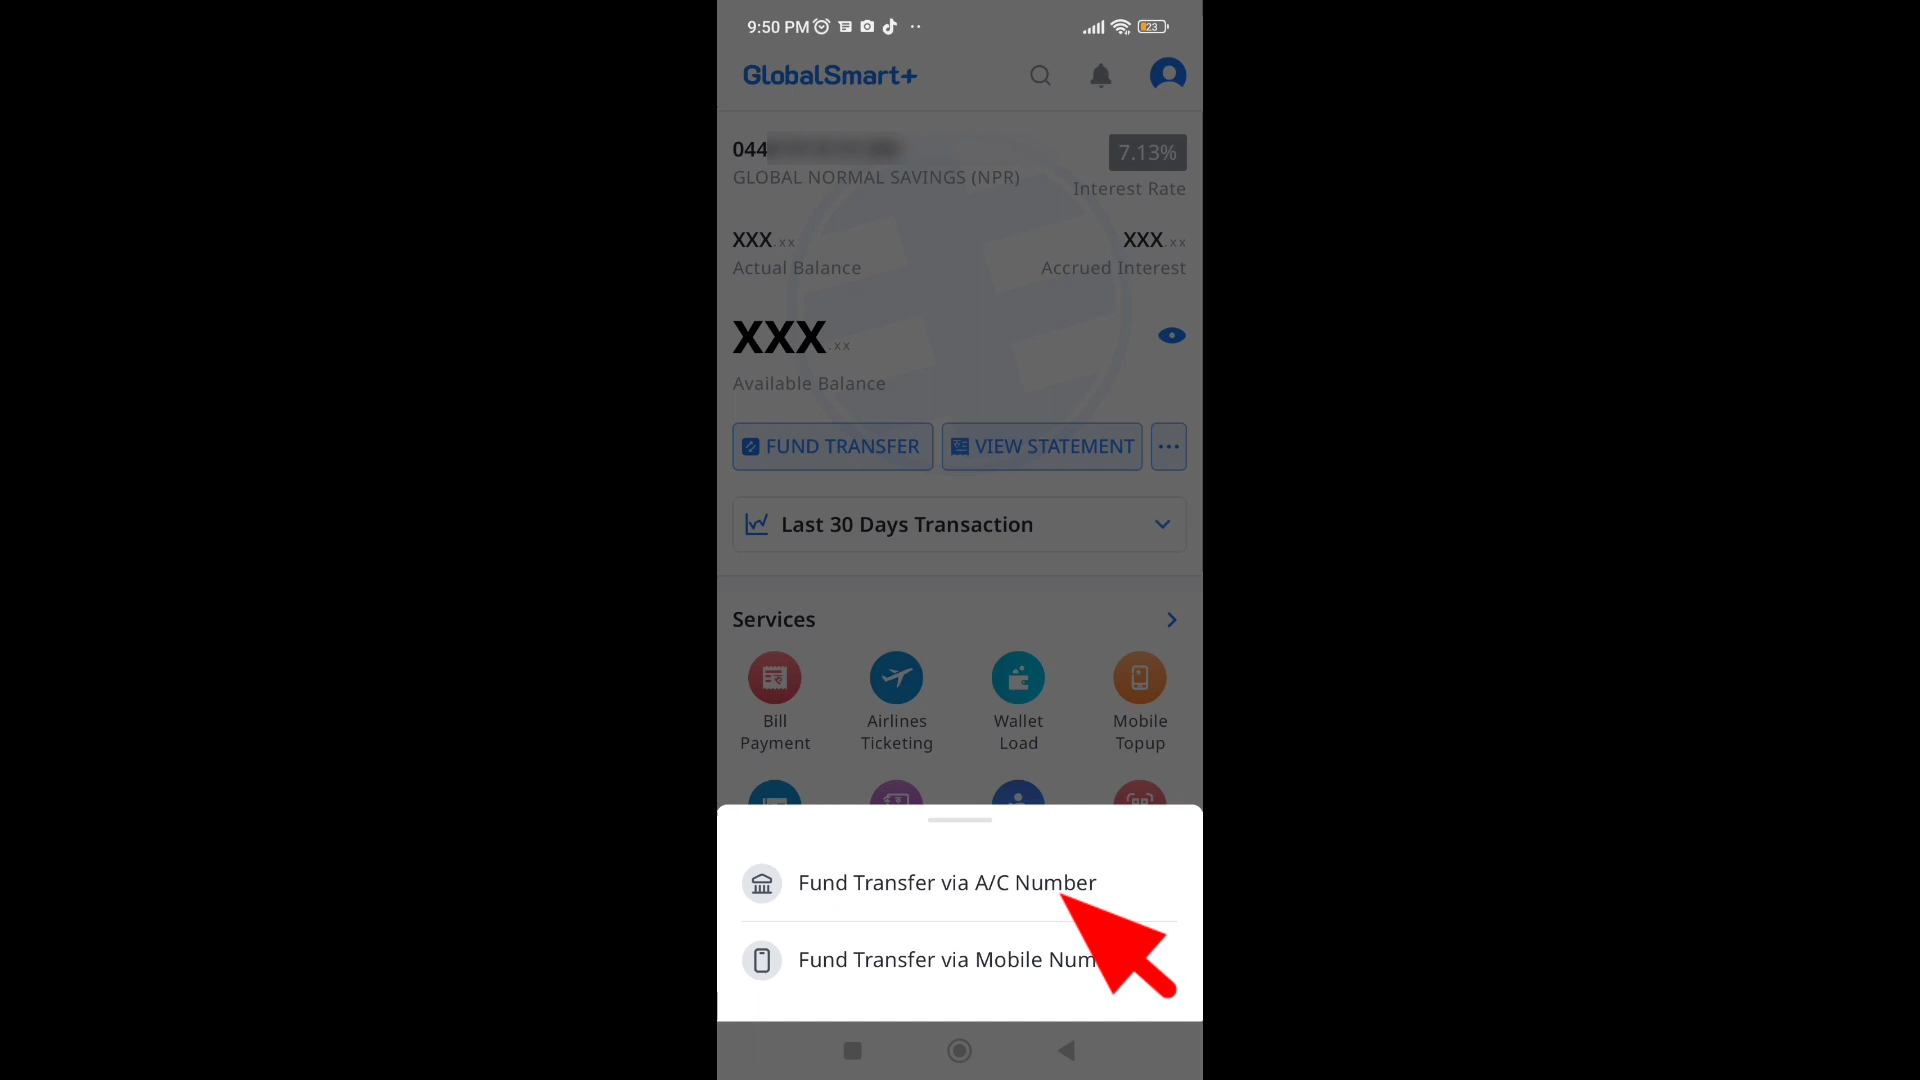 9:50 PM
23
GlobalSmart+
044
7.13%
GLOBAL NORMAL SAVINGS (NPR)
Interest Rate
XXX.xx
XXX.xx
Actual Balance
Accrued Interest
XXX.xx
Available Balance
FUND TRANSFER
VIEW STATEMENT
Last 30 Days Transaction
Services
Bill Payment
Airlines Ticketing
Wallet Load
Mobile Topup
Fund Transfer via A/C Number
Fund Transfer via Mobile Num